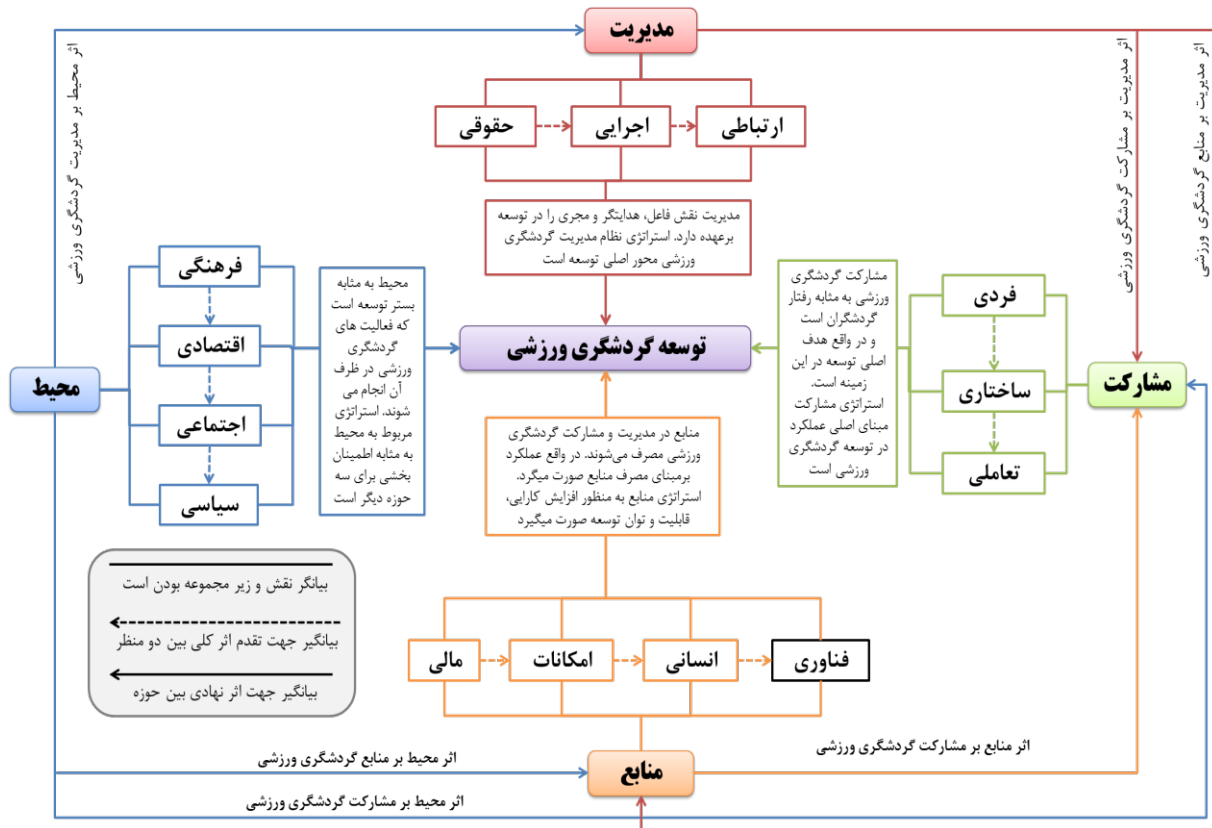 مدیریت
حقوقی
اجرایی
ارتباطی
مدیریت نقش فاعل، هدایتگر و مجری را در توسعه
برعهده دارد. استراتژی نظام مدیریت گردشگری
ورزشی محور اصلی توسعه است
اثر محیط بر مدیریت گردشگری ورزشی
اثر مدیریت بر مشارکت گردشگری ورزشی
اثر مدیریت بر منابع گردشگری ورزشی
توسعه گردشگری ورزشی
مشارکت
فردی
ساختاری
تعاملی
مشارکت گردشگری
ورزشی به مثابه رفتار
گردشگران است
و در واقع هدف
اصلی توسعه در این
زمینه است.
استراتژی مشارکت
مبنای اصلی عملکرد
در توسعه گردشگری
ورزشی است
محیط
فرهنگی
اقتصادی
اجتماعی
سیاسی
محیط به مثابه
بستر توسعه است
که فعالیت های
گردشگری
ورزشی در ظرف
آن انجام می
شوند. استراتژی
مربوط به محیط
به مثابه اطمینان
بخشی برای سه
حوزه دیگر است
منابع در مدیریت و مشارکت گردشگری
ورزشی مصرف می‌شوند. در واقع عملکرد
برمبنای مصرف منابع صورت میگرد.
استراتژی منابع به منظور افزایش کارایی،
قابلیت و توان توسعه صورت میگیرد
مالی
امکانات
انسانی
فناوری
منابع
اثر محیط بر منابع گردشگری ورزشی
اثر محیط بر مشارکت گردشگری ورزشی
اثر منابع بر مشارکت گردشگری ورزشی
بیانگر نقش و زیر مجموعه بودن است
بیانگیر جهت تقدم اثر کلی بین دو منظر
بیانگیر جهت اثر نهادی بین حوزه